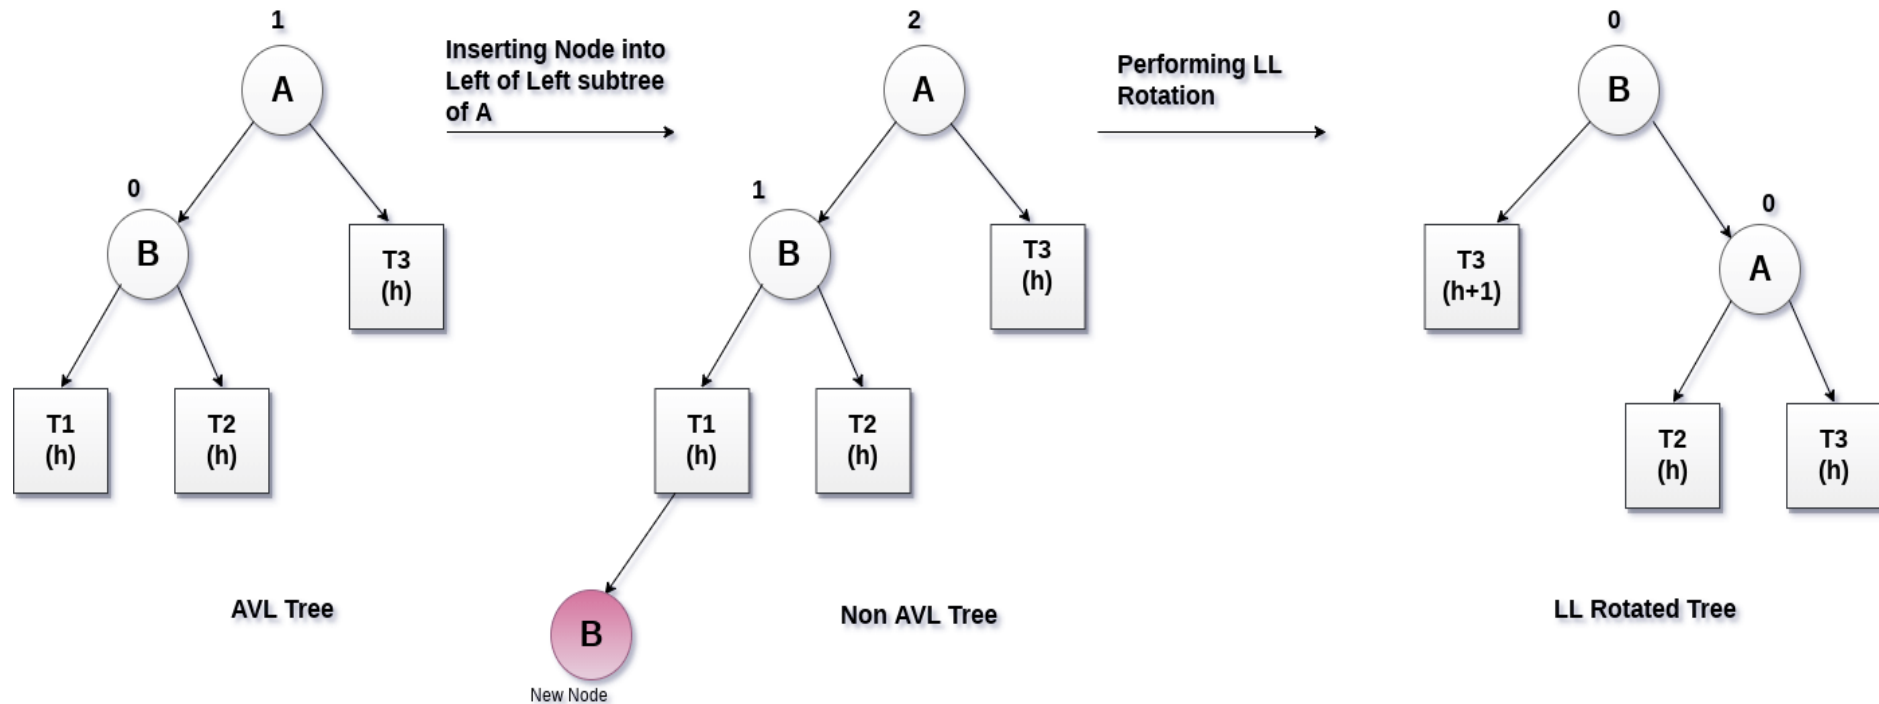 1
A
0
B
T3
(h)
T1
(h)
T2
(h)
AVL Tree
Inserting Node into
Left of Left subtree
of A
2
A
1
B
T3
(h)
T1
(h)
T2
(h)
B
New Node
Non AVL Tree
Performing LL
Rotation
0
B
T3
(h+1)
0
A
T2
(h)
T3
(h)
LL Rotated Tree